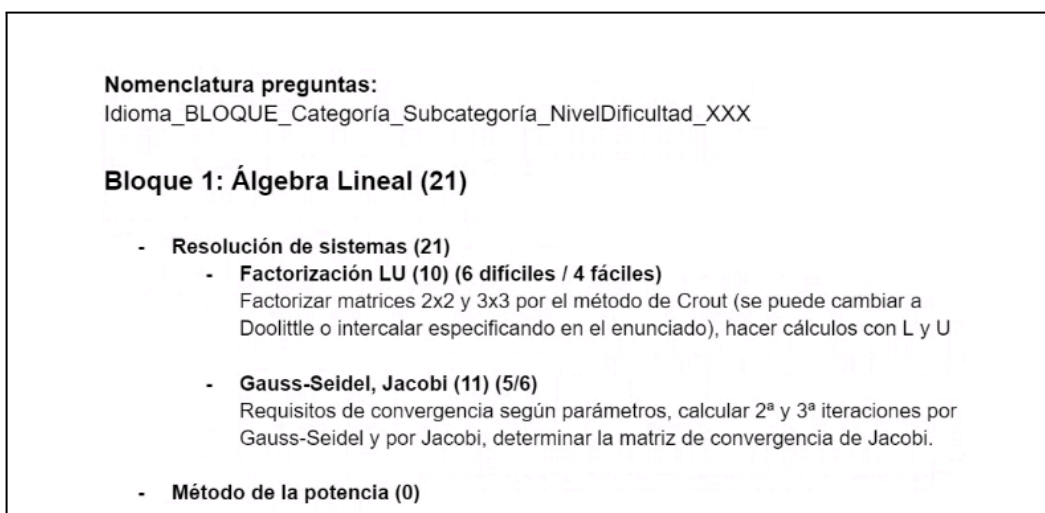 Nomenclatura preguntas:
Idioma_BLOQUE_Categoría_Subcategoría_NivelDificultad_XXX
Bloque 1: Álgebra Lineal (21)
- Resolución de sistemas (21)
- Factorización LU (10) (6 difíciles / 4 fáciles)
Factorizar matrices 2x2 y 3x3 por el método de Crout (se puede cambiar a
Doolittle o intercalar especificando en el enunciado), hacer cálculos con L y U
- Gauss-Seidel, Jacobi (11) (5/6)
Requisitos de convergencia según parámetros, calcular 2ª y 3ª iteraciones por
Gauss-Seidel y por Jacobi, determinar la matriz de convergencia de Jacobi.
- Método de la potencia (0)